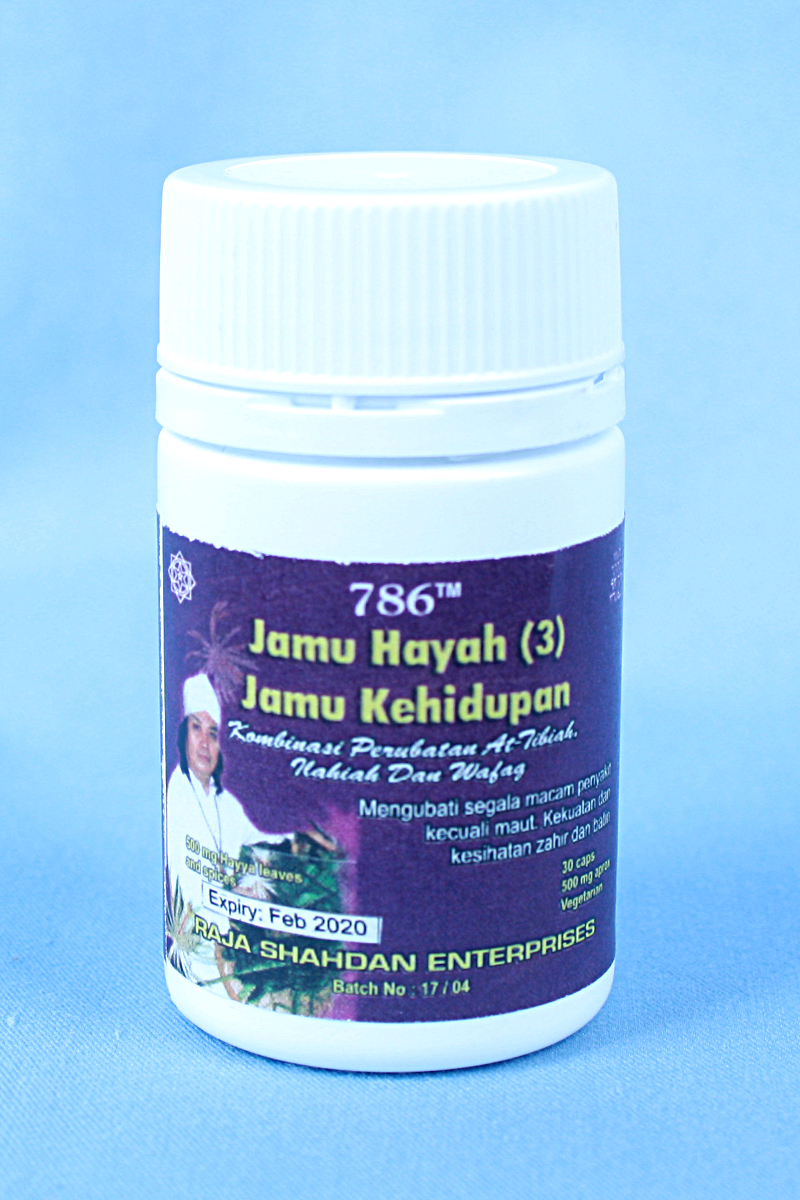 786™
Jamu Hayah (3)
Jamu Kehidupan
Kombinasi Perubatan At-Tibiah,
Ilahiah Dan Wafaq
Mengubati segala macam penyakit
kecuali maut. Kekuatan dan
kesihatan zahir dan batin
500 mg Hayya leaves
and spices
30 caps
500 mg aprox
Vegetarian
Expiry: Feb 2020
RAJA SHAHDAN ENTERPRISES
Batch No : 17 / 04